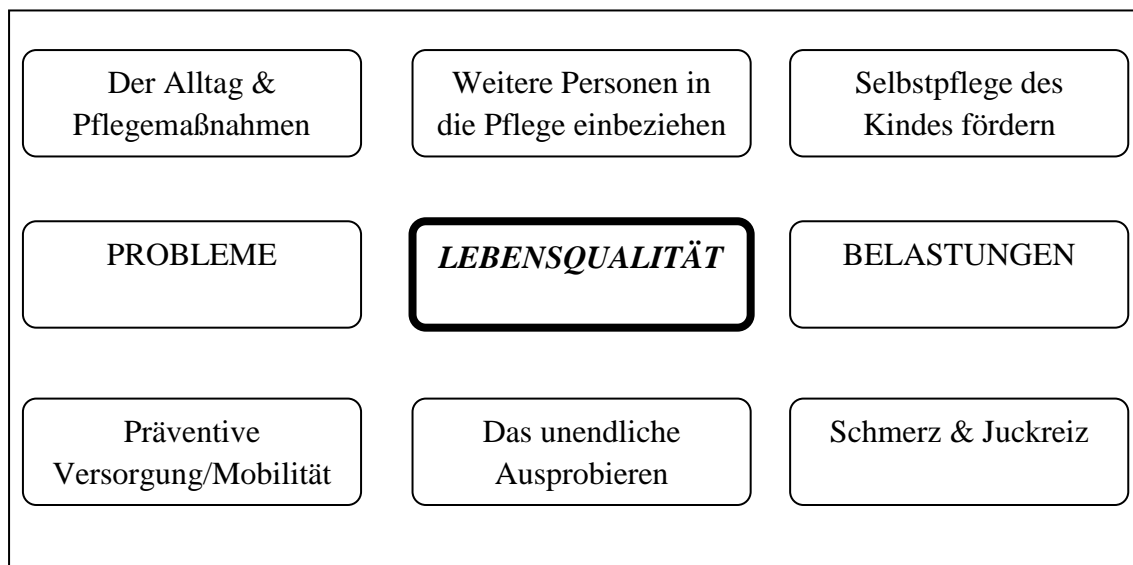 Der Alltag &
Pflegemaßnahmen
Weitere Personen in
die Pflege einbeziehen
Selbstpflege des
Kindes fördern
PROBLEME
LEBENSQUALITÄT
BELASTUNGEN
Präventive
Versorgung/Mobilität
Das unendliche
Ausprobieren
Schmerz & Juckreiz